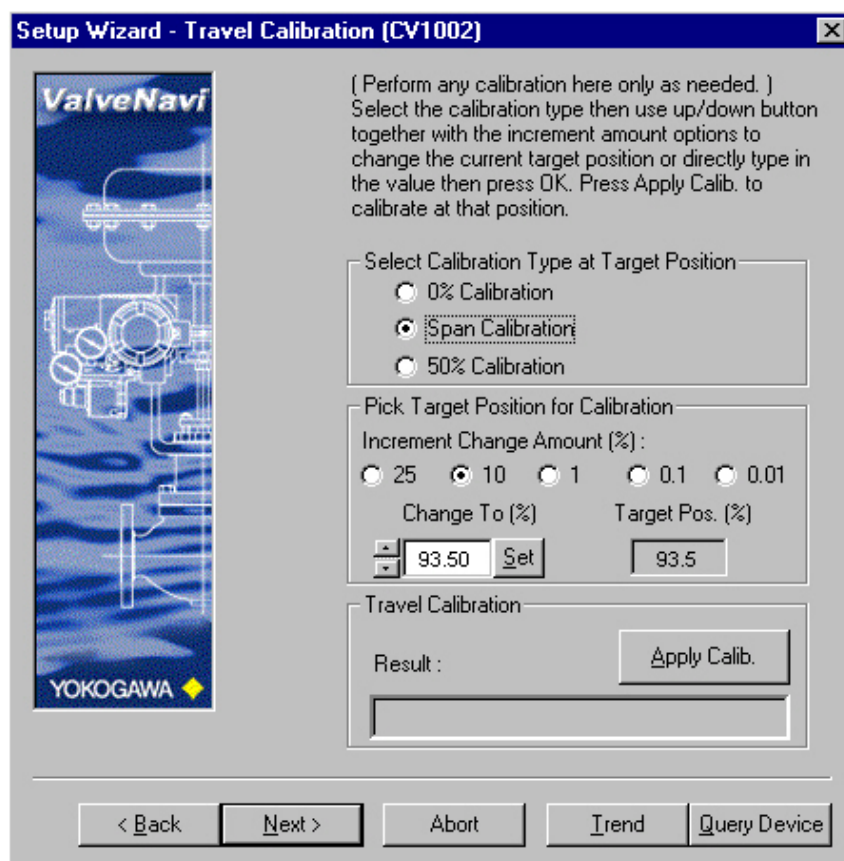 Setup Wizard - Travel Calibration (CV1002)
ValveNavi
( Perform any calibration here only as needed. )
Select the calibration type then use up/down button
together with the increment amount options to
change the current target position or directly type in
the value then press OK. Press Apply Calib. to
calibrate at that position.
Select Calibration Type at Target Position
0% Calibration
Span Calibration
50% Calibration
Pick Target Position for Calibration
Increment Change Amount (%) :
25 10 1 0.1 0.01
Change To (%) Target Pos. (%)
93.50 Set 93.5
Travel Calibration
Result : Apply Calib.
YOKOGAWA
< Back Next > Abort Trend Query Device